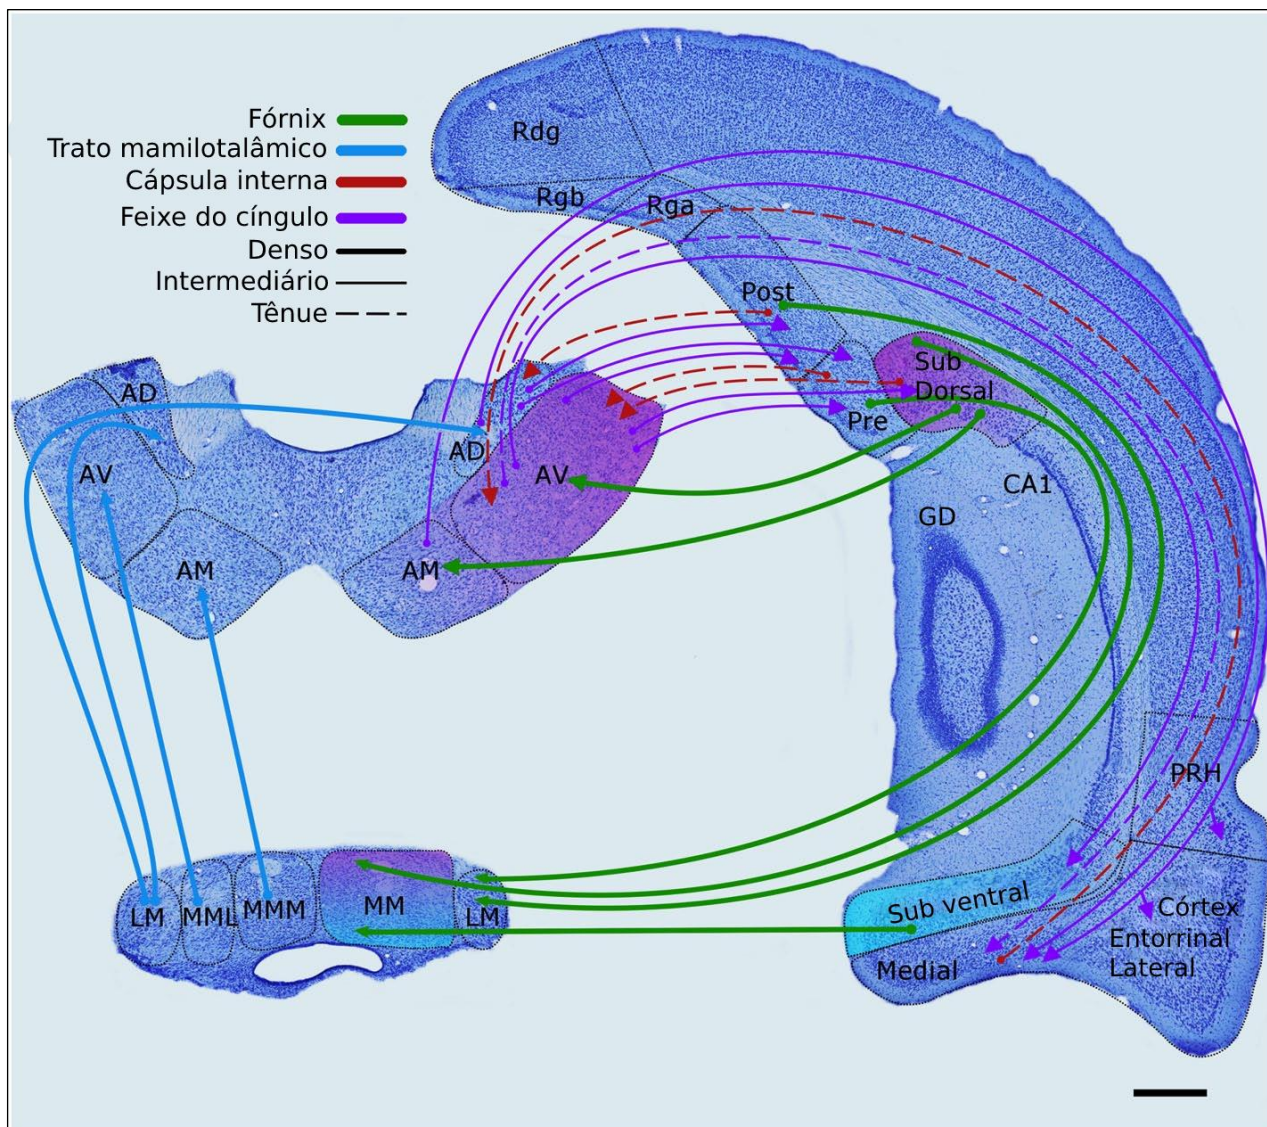 Fórnix
Trato mamilotalâmico
Cápsula interna
Feixe do cíngulo
Denso
Intermediário
Tênue
Rdg
Rgb
Rga
Post
Sub
Dorsal
Pre
CA1
GD
AD
AV
AM
AD
AV
AM
PRH
LM
MML
MMM
MM
LM
Sub ventral
Medial
Córtex
Entorrinal
Lateral